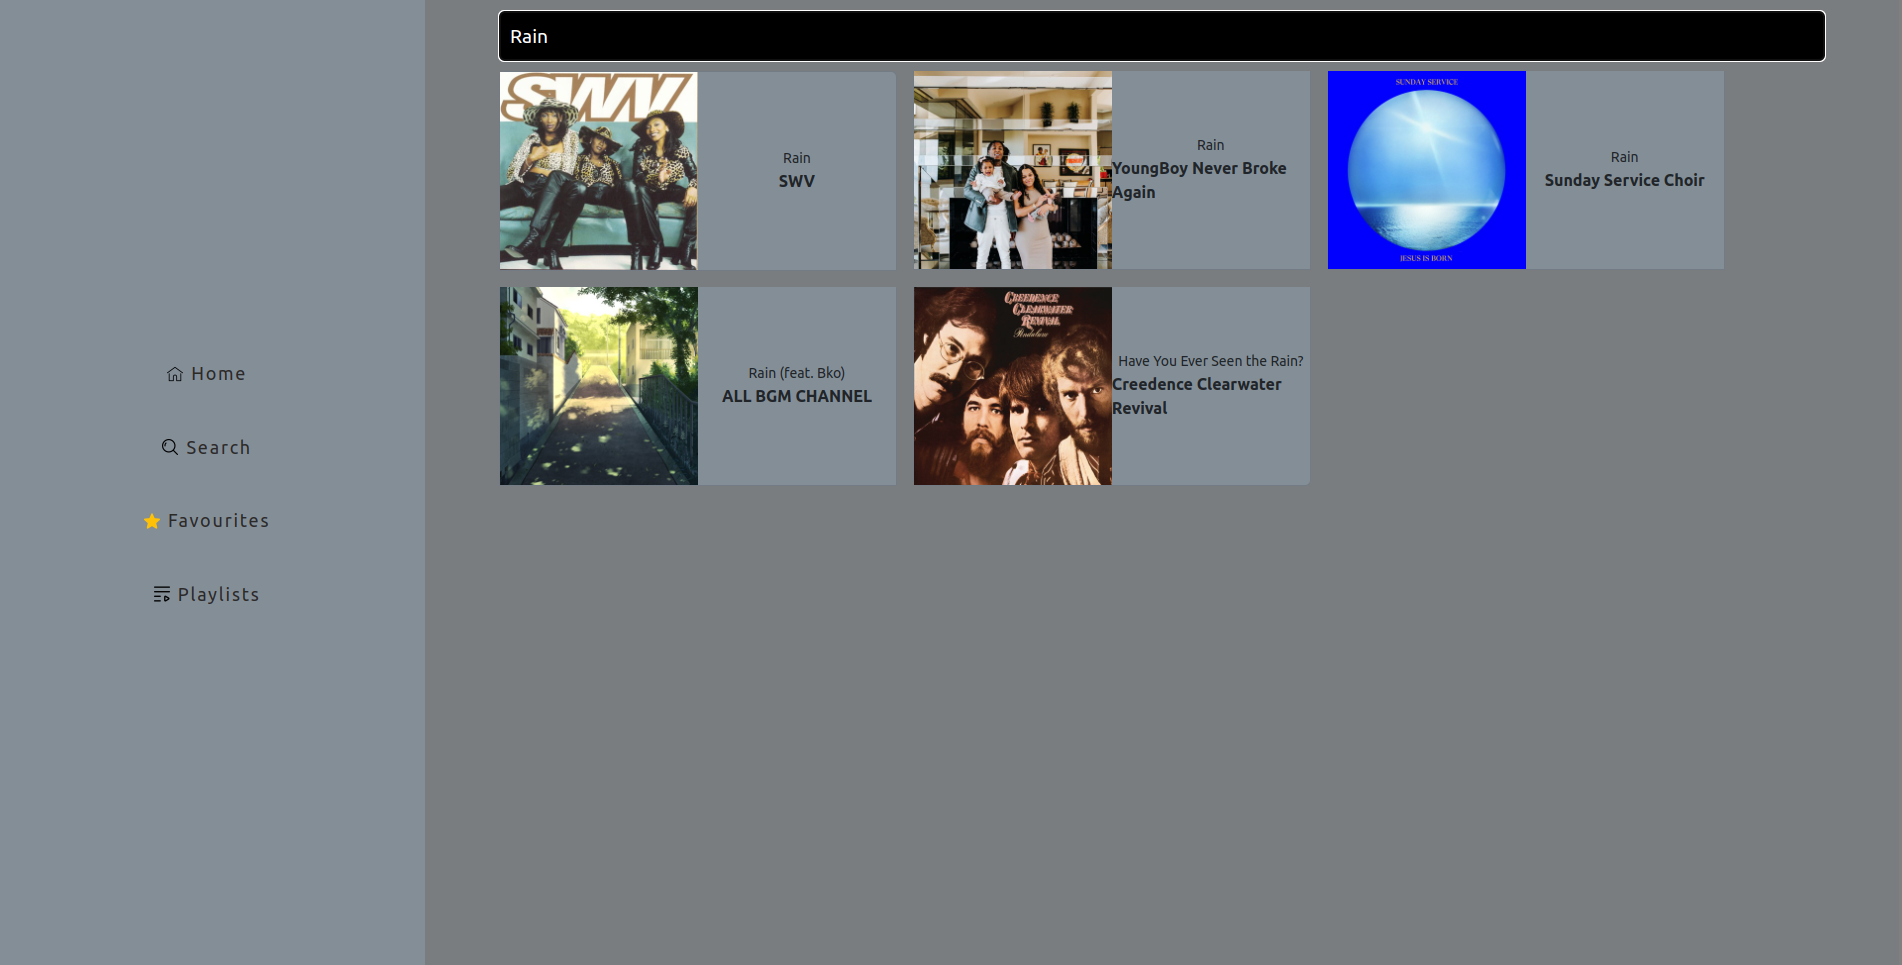 Rain
SWV
Rain
SWV
Rain
YoungBoy Never Broke
Again
SUNDAY SERVICE
JESUS IS BORN
Rain
Sunday Service Choir
Rain (feat. Bko)
ALL BGM CHANNEL
CREEDENCE
CLEARWATER
REVIVAL
Pendulum
Have You Ever Seen the Rain?
Creedence Clearwater
Revival
Home
Search
Favourites
Playlists